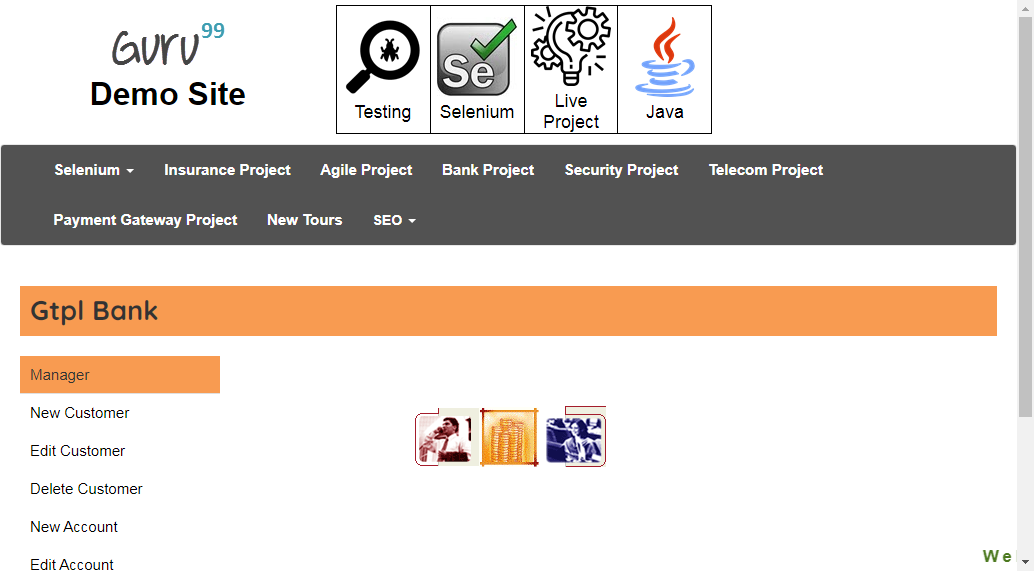 Guru99
Demo Site
Se
Testing
Selenium
Live
Project
Java
Selenium
Insurance Project
Agile Project
Bank Project
Security Project
Telecom Project
Payment Gateway Project
New Tours
SEO
Gtpl Bank
Manager
New Customer
Edit Customer
Delete Customer
New Account
Edit Account
We